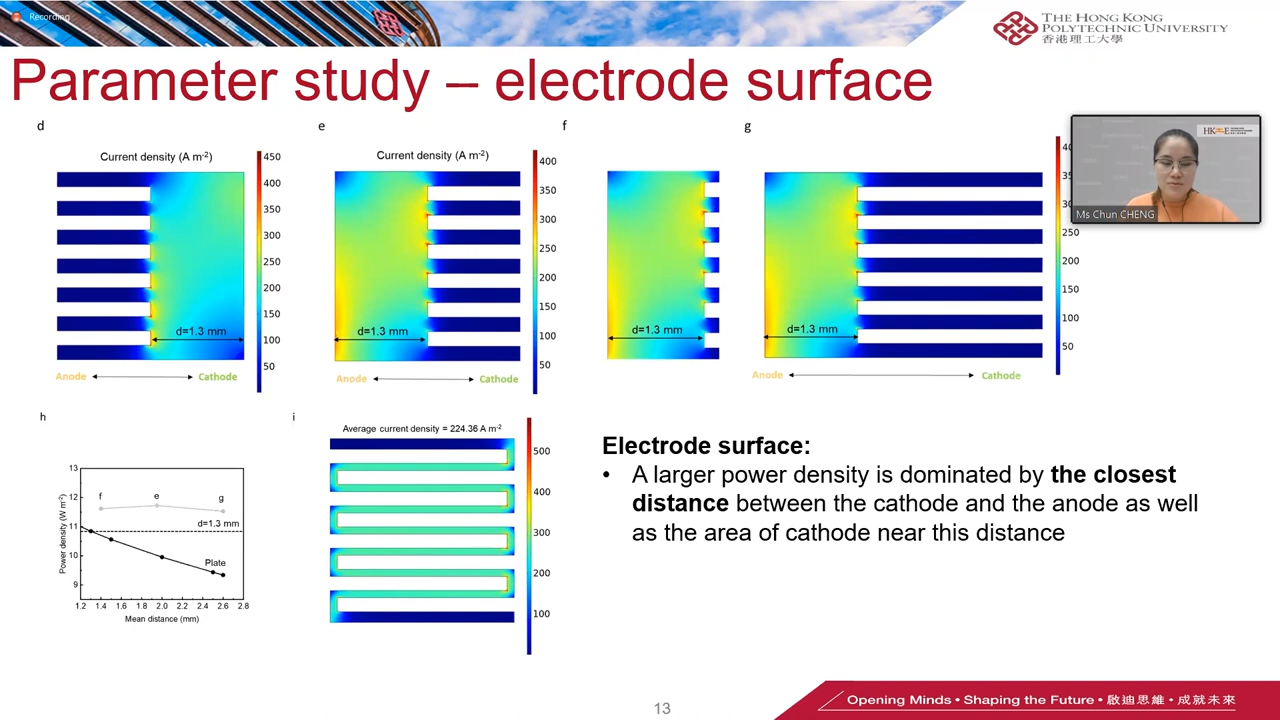 Recording
THE HONG KONG
POLYTECHNIC UNIVERSITY
香港理工大學
Parameter study – electrode surface
d
e
f
g
Current density (A m-2)
Current density (A m-2)
450
400
350
300
250
200
150
100
50
400
350
300
250
200
150
100
50
250
200
150
100
50
Ms Chun CHENG
d=1.3 mm
d=1.3 mm
d=1.3 mm
d=1.3 mm
Anode
Cathode
Anode
Cathode
Anode
Cathode
h
i
13
12
11
10
9
Power density (W m-2)
f
e
g
d=1.3 mm
Plate
1.2 1.4 1.6 1.8 2.0 2.2 2.4 2.6 2.8
Mean distance (mm)
Average current density = 224.36 A m-2
500
400
300
200
100
Electrode surface:
• A larger power density is dominated by the closest
distance between the cathode and the anode as well
as the area of cathode near this distance
13
Opening Minds • Shaping the Future • 啟迪思維 • 成就未來